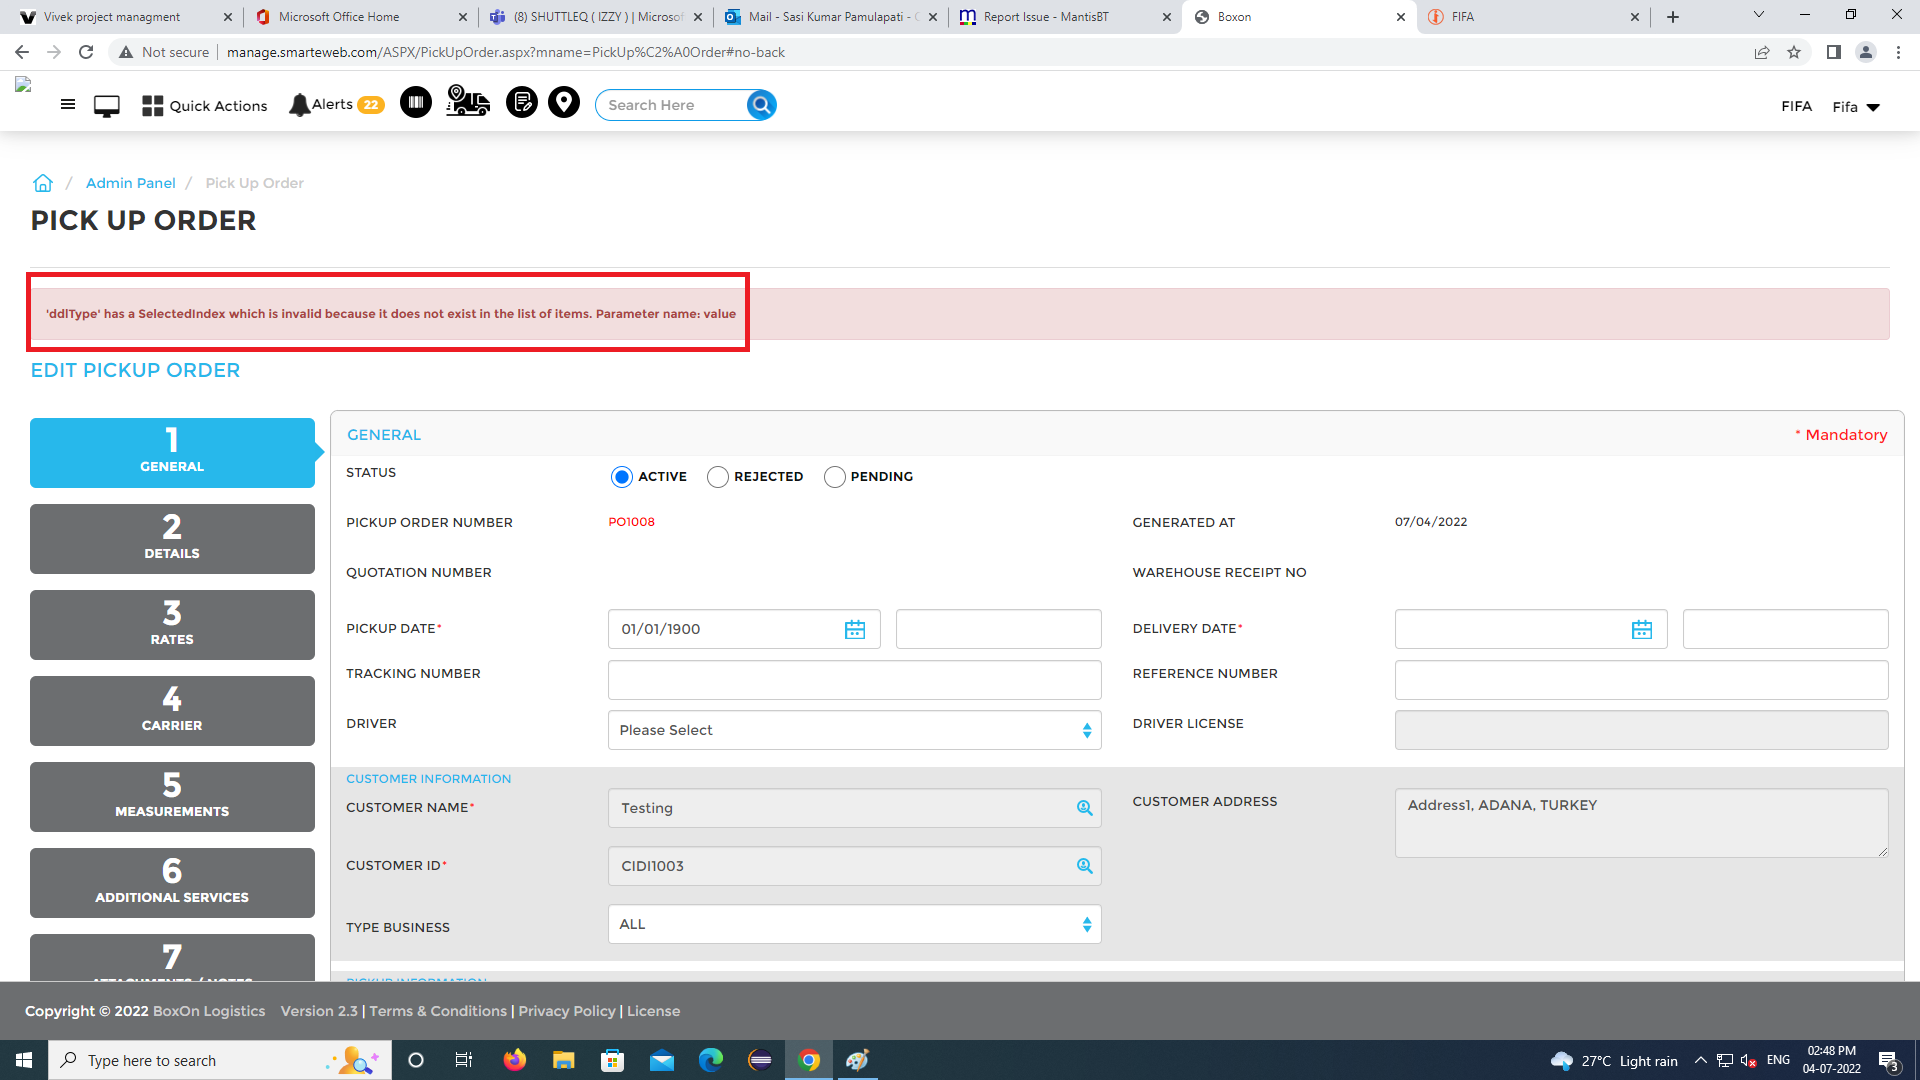 Vivek project managment
Microsoft Office Home
(8) SHUTTLEQ ( IZZY ) | Microsof
Mail - Sasi Kumar Pamulapati - 
Report Issue - MantisBT
Boxon
FIFA
Not secure
manage.smarteweb.com/ASPX/PickUpOrder.aspx?mname=PickUp%C2%A0Order#no-back
Quick Actions
Alerts 22
Search Here
FIFA
Fifa
/ Admin Panel / Pick Up Order
PICK UP ORDER
'ddlType' has a SelectedIndex which is invalid because it does not exist in the list of items. Parameter name: value
EDIT PICKUP ORDER
1
GENERAL
2
DETAILS
3
RATES
4
CARRIER
5
MEASUREMENTS
6
ADDITIONAL SERVICES
7
ATTACHMENTS / NOTES
GENERAL
* Mandatory
STATUS
ACTIVE
REJECTED
PENDING
PICKUP ORDER NUMBER
PO1008
GENERATED AT
07/04/2022
QUOTATION NUMBER
WAREHOUSE RECEIPT NO
PICKUP DATE*
01/01/1900
DELIVERY DATE*
TRACKING NUMBER
REFERENCE NUMBER
DRIVER
Please Select
DRIVER LICENSE
CUSTOMER INFORMATION
CUSTOMER NAME*
Testing
CUSTOMER ADDRESS
Address1, ADANA, TURKEY
CUSTOMER ID*
CIDI1003
TYPE BUSINESS
ALL
PICKUP INFORMATION
Copyright © 2022 BoxOn Logistics Version 2.3 | Terms & Conditions | Privacy Policy | License
Type here to search
27°C Light rain
ENG
02:48 PM
04-07-2022
3